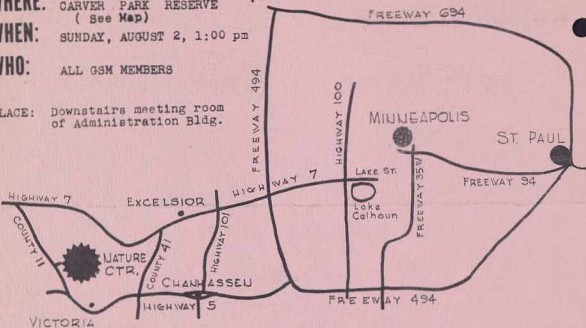 WHERE: CARVER PARK RESERVE
( See Map)
WHEN: SUNDAY, AUGUST 2, 1:00 pm
WHO: ALL GSM MEMBERS
PLACE: Downstairs meeting room
of Administration Bldg.
FREEWAY 694
FREEWAY 494
HIGHWAY 100
MINNEAPOLIS
ST. PAUL
FREEWAY 94
FREEWAY 35W
LAKE ST.
Lake
Calhoun
HIGHWAY 7
HIGHWAY 7
EXCELSIOR
HIGHWAY 101
COUNTY 11
NATURE
CTR.
COUNTY 41
CHANHASSEN
HIGHWAY 5
FREEWAY 494
VICTORIA